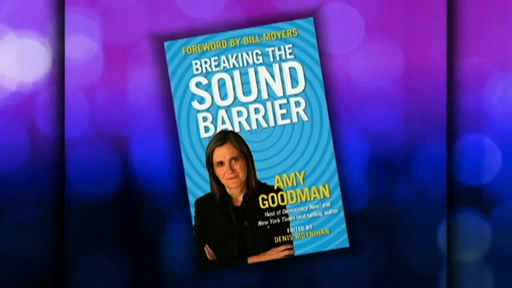 FOREWORD BY BILL MOYERS
BREAKING THE
SOUND
BARRIER
AMY
GOODMAN
Host of Democracy Now! and
New York Times best-selling author
EDITED BY
DENIS MOYNIHAN